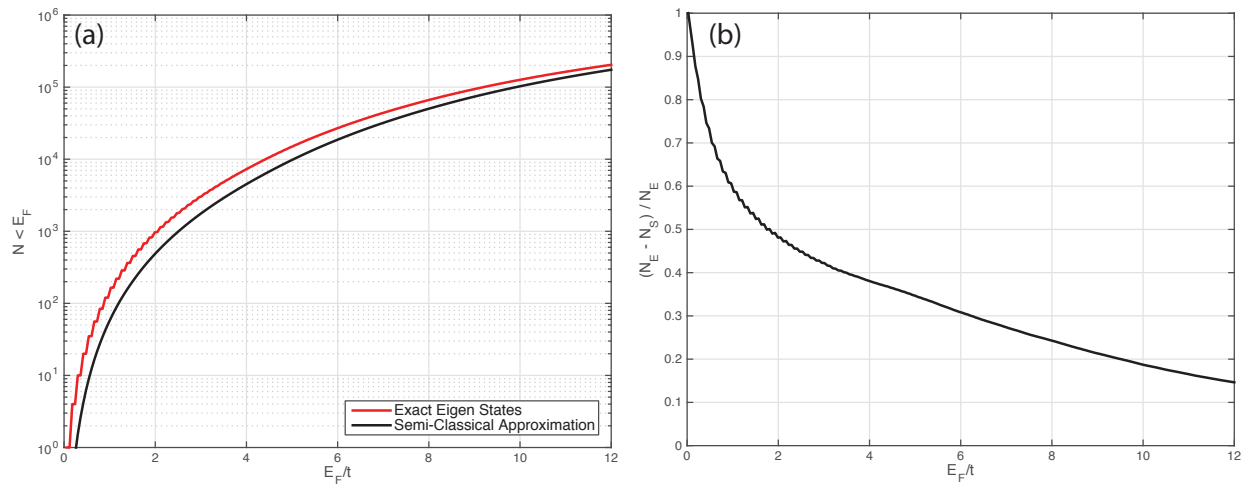 (a)
10^6
10^5
10^4
10^3
10^2
10^1
10^0
N < E_F
0 2 4 6 8 10 12
E_F/t
Exact Eigen States
Semi-Classical Approximation
(b)
1
0.9
0.8
0.7
0.6
0.5
0.4
0.3
0.2
0.1
0
(N_E - N_S) / N_E
0 2 4 6 8 10 12
E_F/t